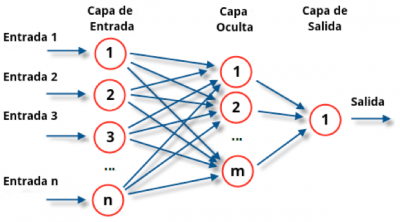 Capa de
Entrada
Capa
Oculta
Capa de
Salida
Entrada 1
1
Entrada 2
2
Entrada 3
3
...
Entrada n
n
1
2
...
m
1
Salida